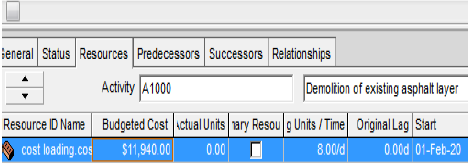 General Status Resources Predecessors Successors Relationships
Activity A1000 Demolition of existing asphalt layer
Resource ID Name Budgeted Cost Actual Units nary Resou g Units / Time Original Lag Start
cost loading.cos $11,940.00 0.00 8.00/d 0.00d 01-Feb-20